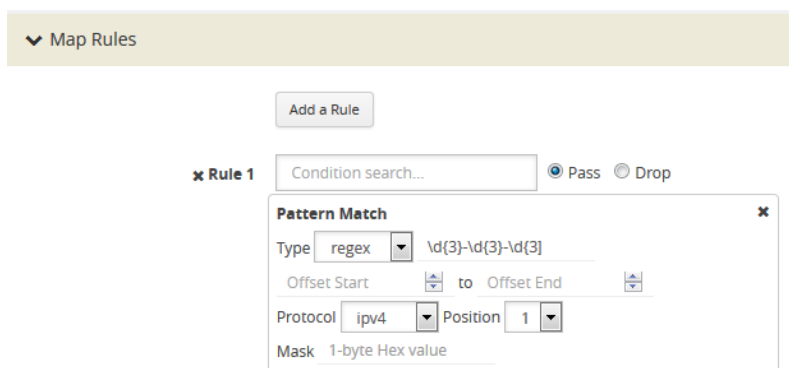 Map Rules
Add a Rule
Rule 1 Condition search... Pass Drop
Pattern Match
Type regex \d{3}-\d{3}-\d{3]
Offset Start to Offset End
Protocol ipv4 Position 1
Mask 1-byte Hex value